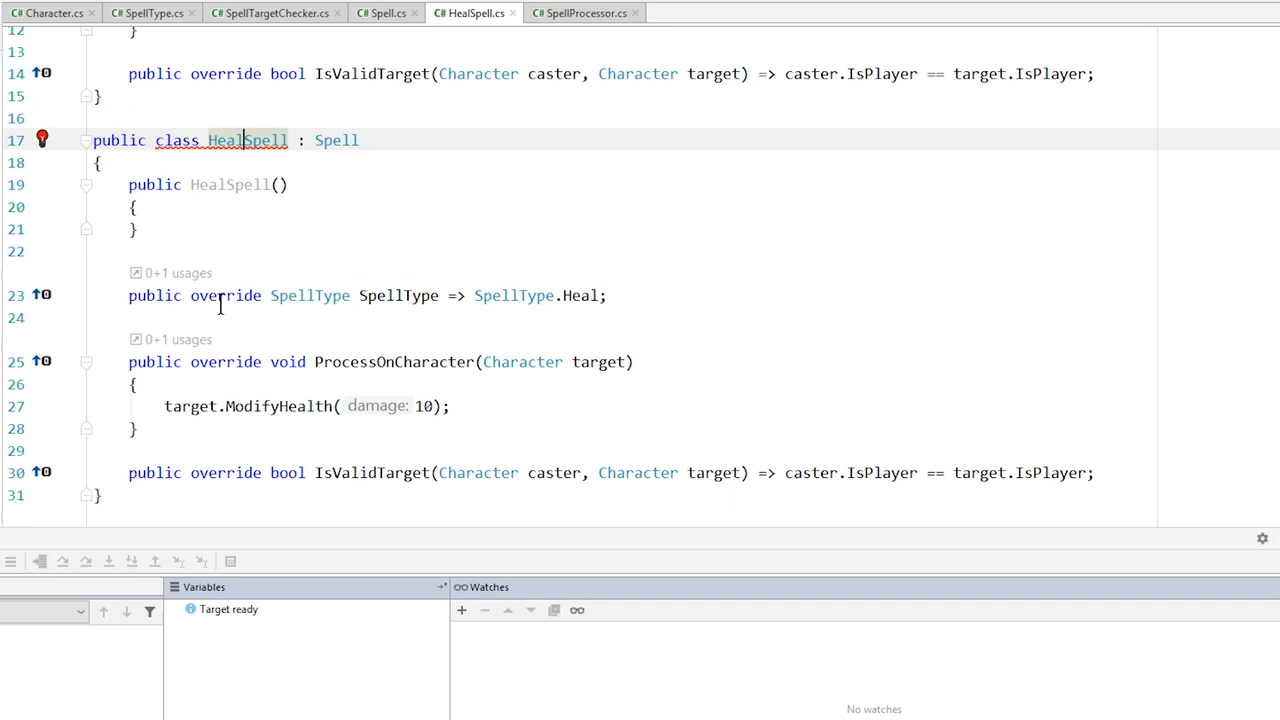 C# Character.cs × C# SpellType.cs × C# SpellTargetChecker.cs × C# Spell.cs × C# HealSpell.cs × C# SpellProcessor.cs ×
12 }
13
14 public override bool IsValidTarget(Character caster, Character target) => caster.IsPlayer == target.IsPlayer;
15 }
16
17 public class HealSpell : Spell
18 {
19 public HealSpell()
20 {
21 }
22
0+1 usages
23 public override SpellType SpellType => SpellType.Heal;
24
0+1 usages
25 public override void ProcessOnCharacter(Character target)
26 {
27 target.ModifyHealth( damage: 10);
28 }
29
30 public override bool IsValidTarget(Character caster, Character target) => caster.IsPlayer == target.IsPlayer;
31 }
Variables
Watches
Target ready
No watches